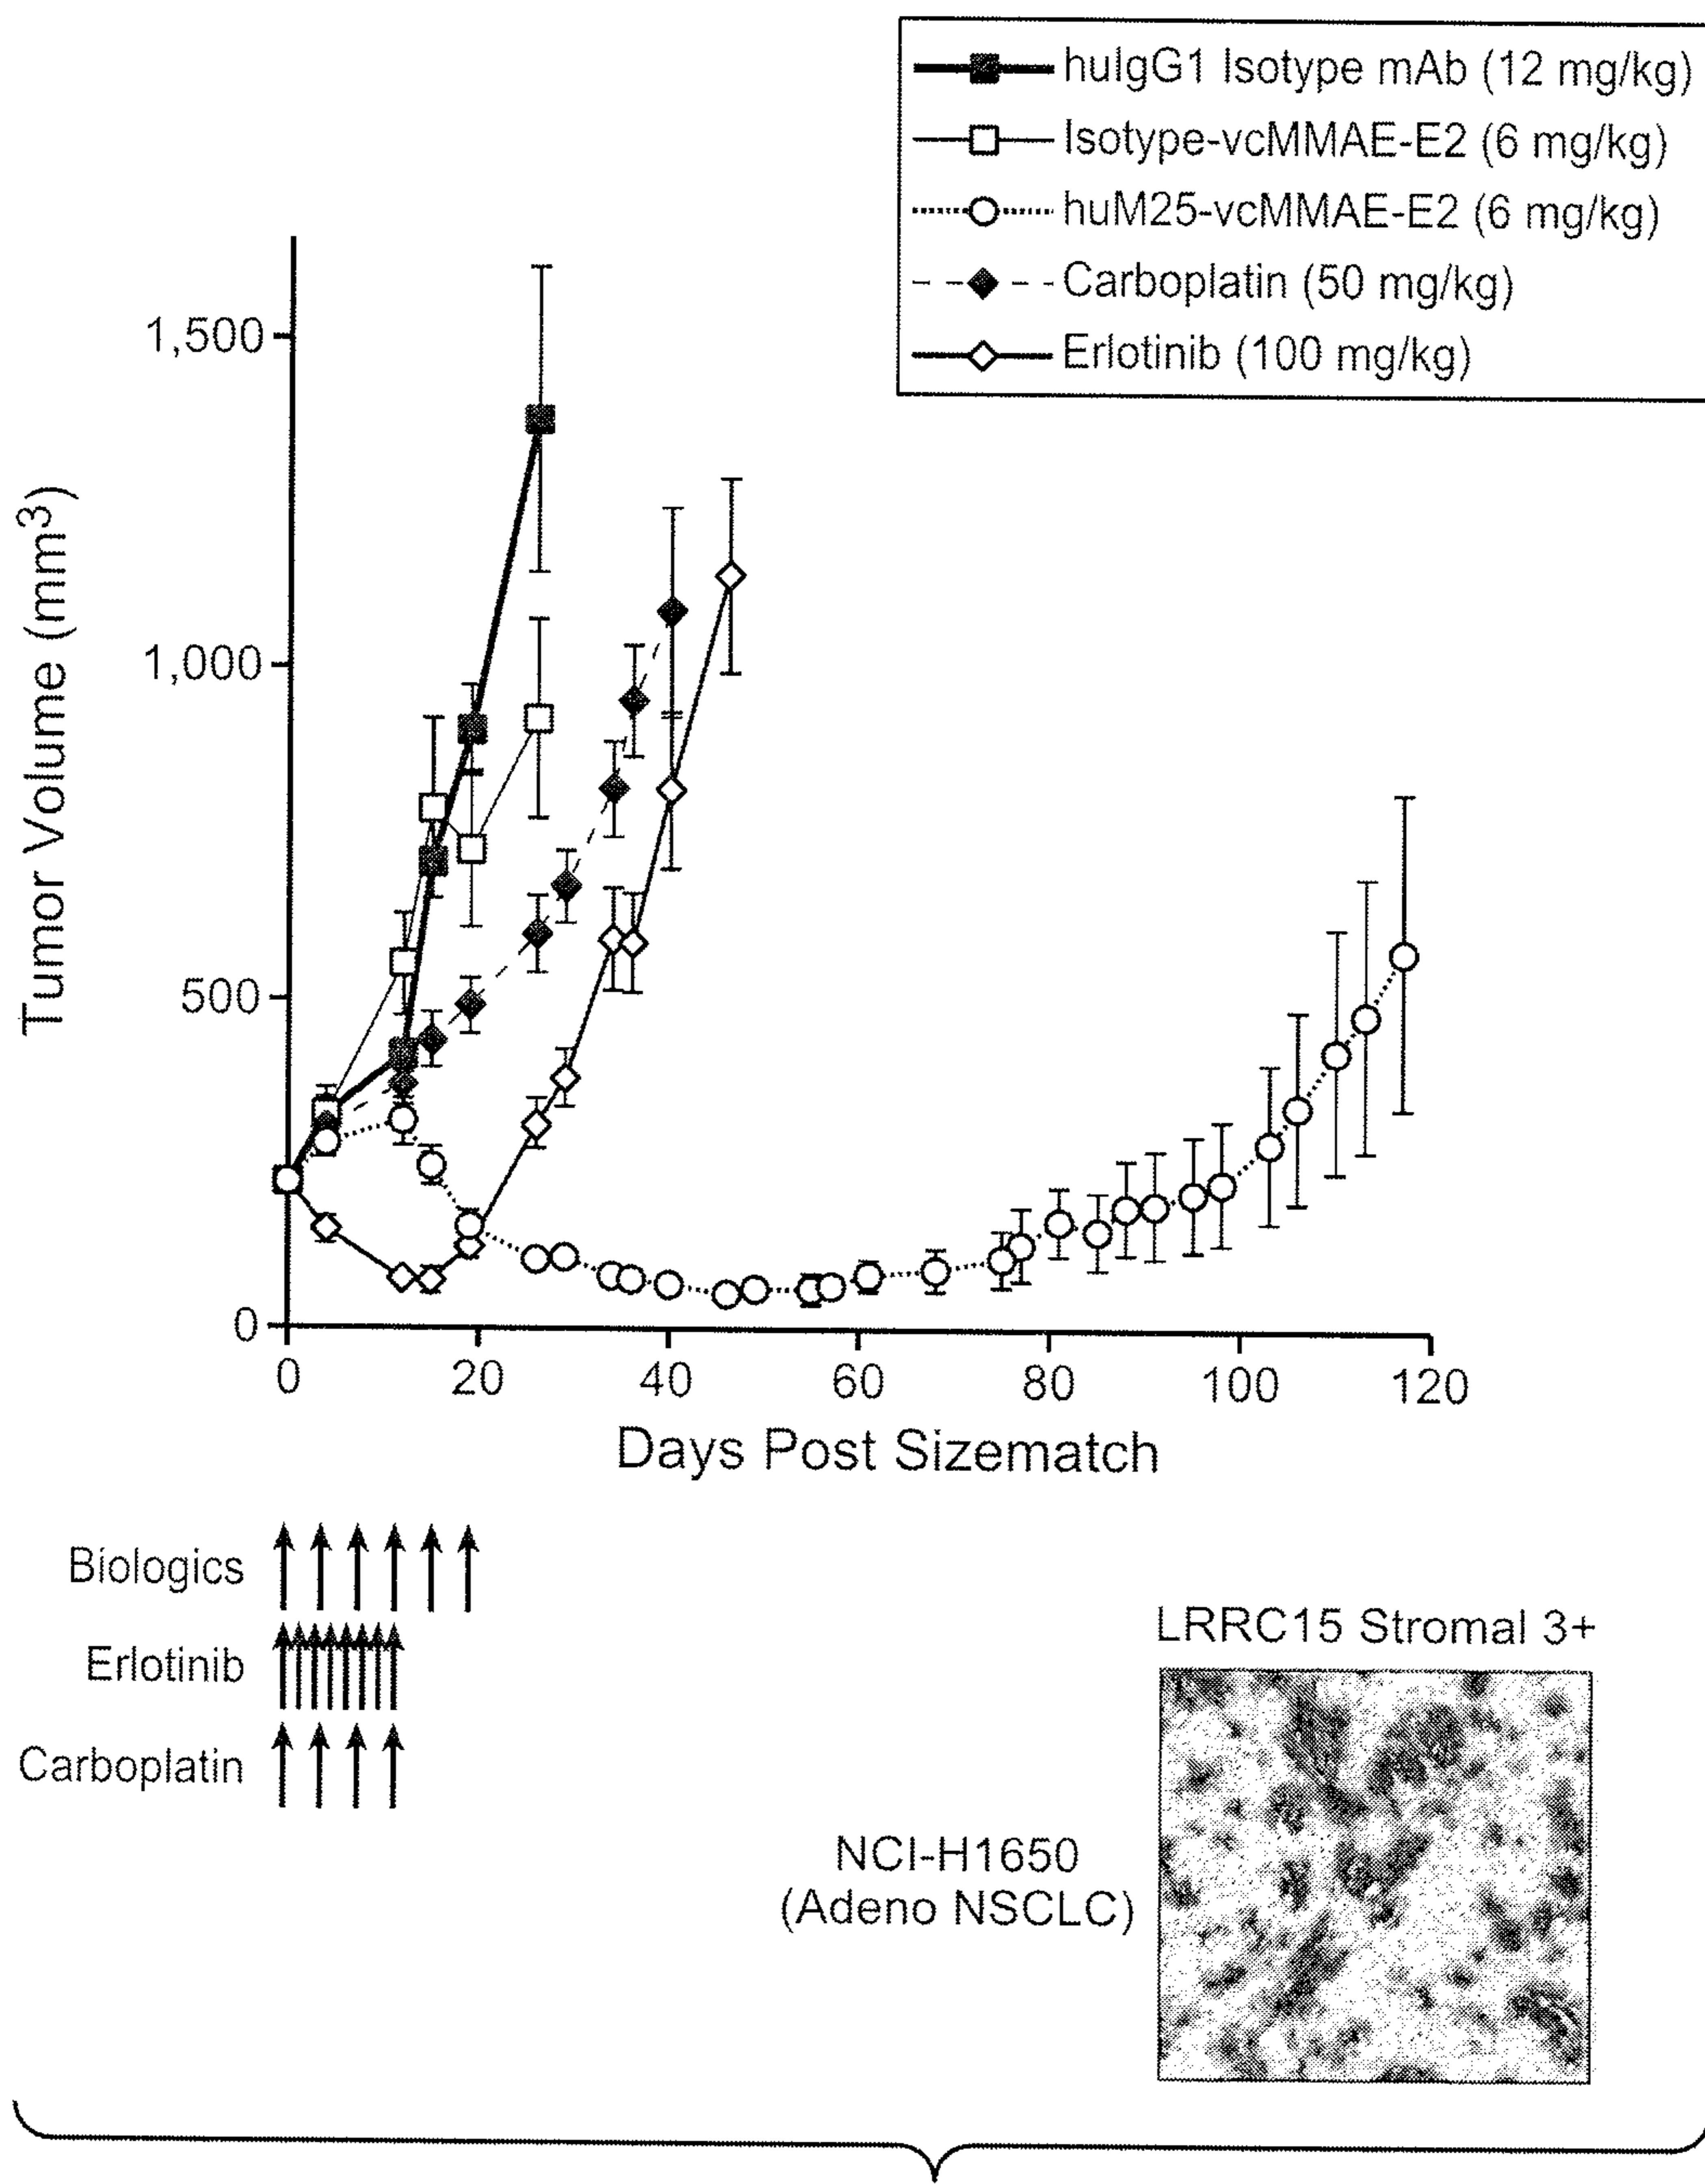 huIgG1 Isotype mAb (12 mg/kg)
Isotype-vcMMAE-E2 (6 mg/kg)
huM25-vcMMAE-E2 (6 mg/kg)
Carboplatin (50 mg/kg)
Erlotinib (100 mg/kg)
Tumor Volume (mm³)
1,500
1,000
500
0
0 20 40 60 80 100 120
Days Post Sizematch
Biologics
Erlotinib
Carboplatin
LRRC15 Stromal 3+
NCI-H1650
(Adeno NSCLC)